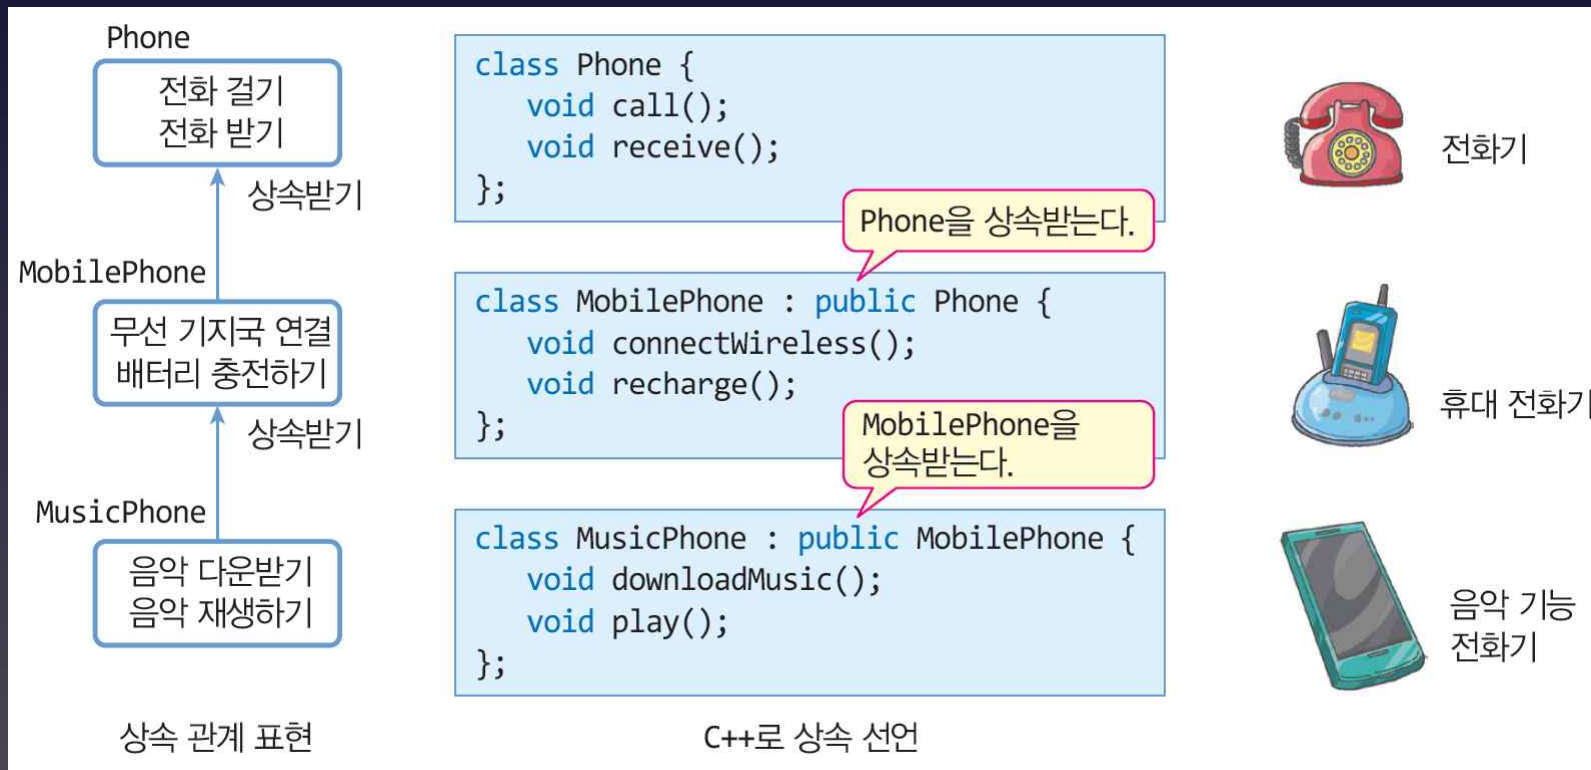 Phone
전화 걸기
전화 받기
상속받기
MobilePhone
무선 기지국 연결
배터리 충전하기
상속받기
MusicPhone
음악 다운받기
음악 재생하기
상속 관계 표현
class Phone {
void call();
void receive();
};
Phone을 상속받는다.
class MobilePhone : public Phone {
void connectWireless();
void recharge();
};
MobilePhone을
상속받는다.
class MusicPhone : public MobilePhone {
void downloadMusic();
void play();
};
C++로 상속 선언
전화기
휴대 전화기
음악 기능
전화기